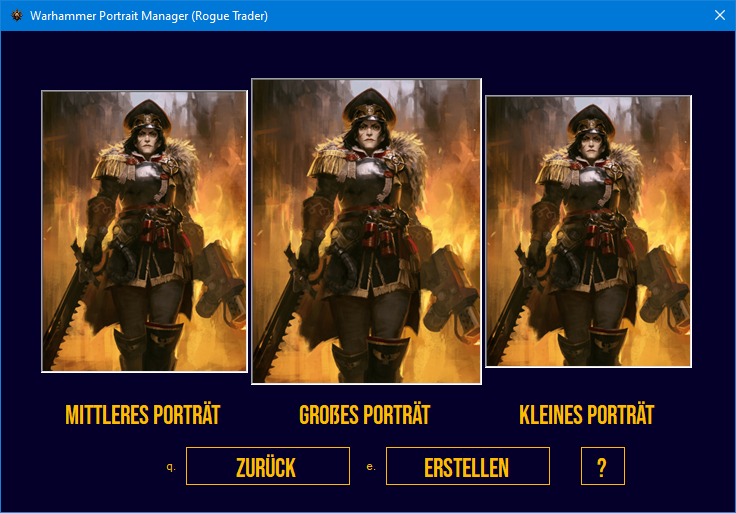 Warhammer Portrait Manager (Rogue Trader)
MITTLERES PORTRÄT
GROßES PORTRÄT
KLEINES PORTRÄT
q. ZURÜCK e. ERSTELLEN ?